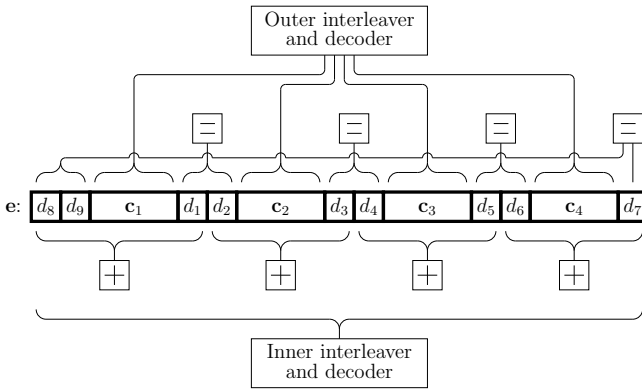 Outer interleaver
and decoder
= = = =
e: d₈ d₉ c₁ d₁ d₂ c₂ d₃ d₄ c₃ d₅ d₆ c₄ d₇
+ + + +
Inner interleaver
and decoder